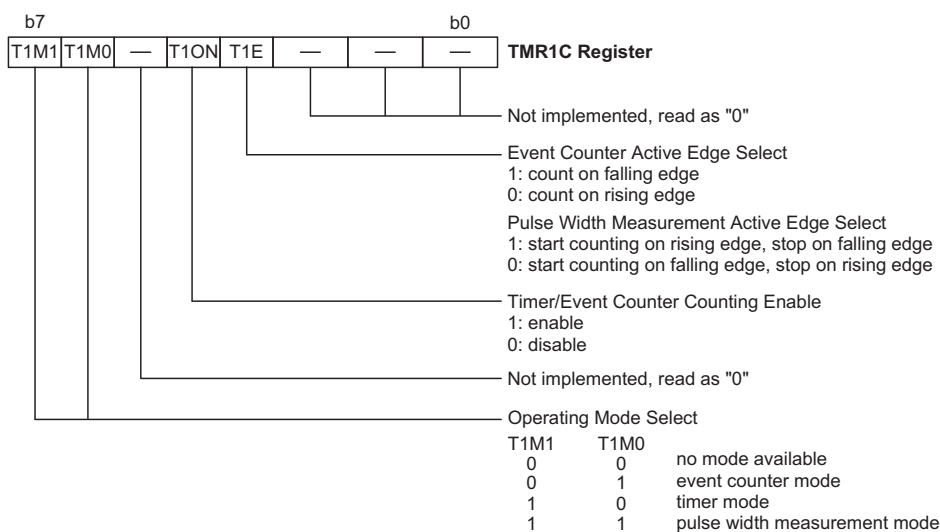 b7 b0
T1M1 T1M0 — T1ON T1E — — — TMR1C Register
Not implemented, read as "0"
Event Counter Active Edge Select
1: count on falling edge
0: count on rising edge
Pulse Width Measurement Active Edge Select
1: start counting on rising edge, stop on falling edge
0: start counting on falling edge, stop on rising edge
Timer/Event Counter Counting Enable
1: enable
0: disable
Not implemented, read as "0"
Operating Mode Select
T1M1 T1M0
0 0 no mode available
0 1 event counter mode
1 0 timer mode
1 1 pulse width measurement mode